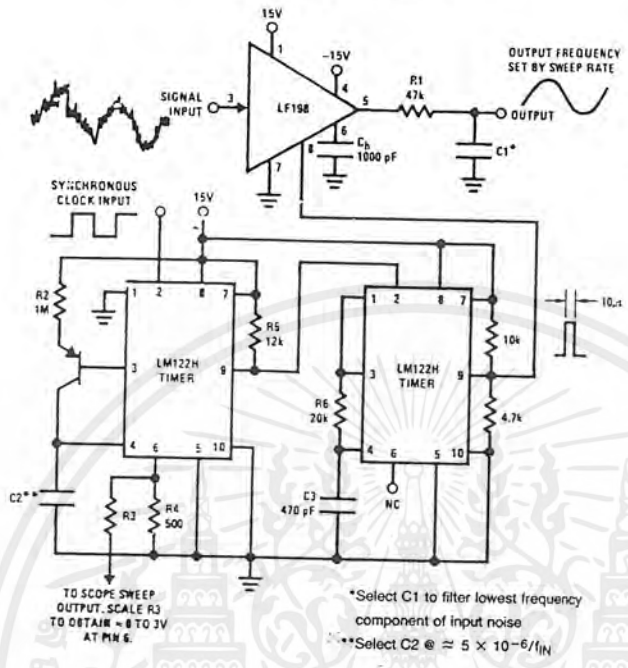 15V
-15V
OUTPUT FREQUENCY
SET BY SWEEP RATE
1
4
R1
47k
SIGNAL
INPUT
3
LF198
5
OUTPUT
6
8
7
Ch
1000 pF
C1*
SYNCHRONOUS
CLOCK INPUT
15V
R2
1M
1
2
8
7
R5
12k
3
LM122H
TIMER
9
4
6
5
10
C2**
R3
R4
500
1
2
8
7
10k
10μs
3
LM122H
TIMER
9
R6
20k
4.7k
4
6
5
10
C3
470 pF
NC
TO SCOPE SWEEP
OUTPUT. SCALE R3
TO OBTAIN ≈ 0 TO 3V
AT PIN 6.
*Select C1 to filter lowest frequency
component of input noise
**Select C2 @ ≈ 5 × 10⁻⁶/fIN